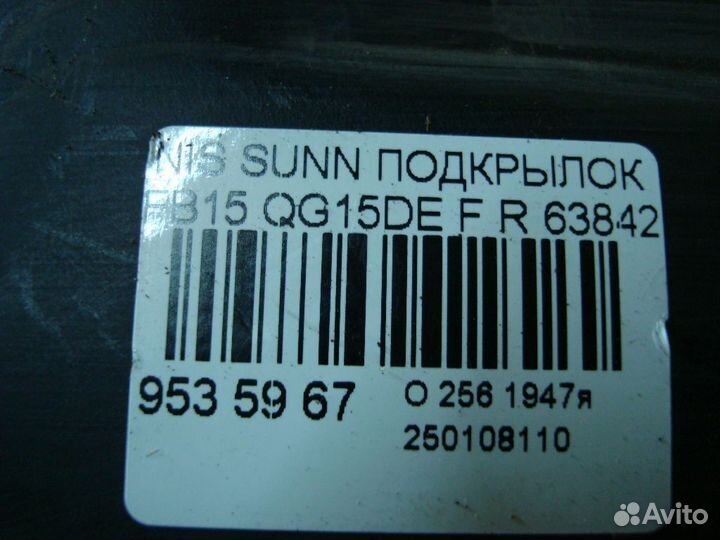 NIS SUNN ПОДКРЫЛОК
FB15 QG15DE F R 63842
953 59 67
О 256 1947я
250108110
Avito